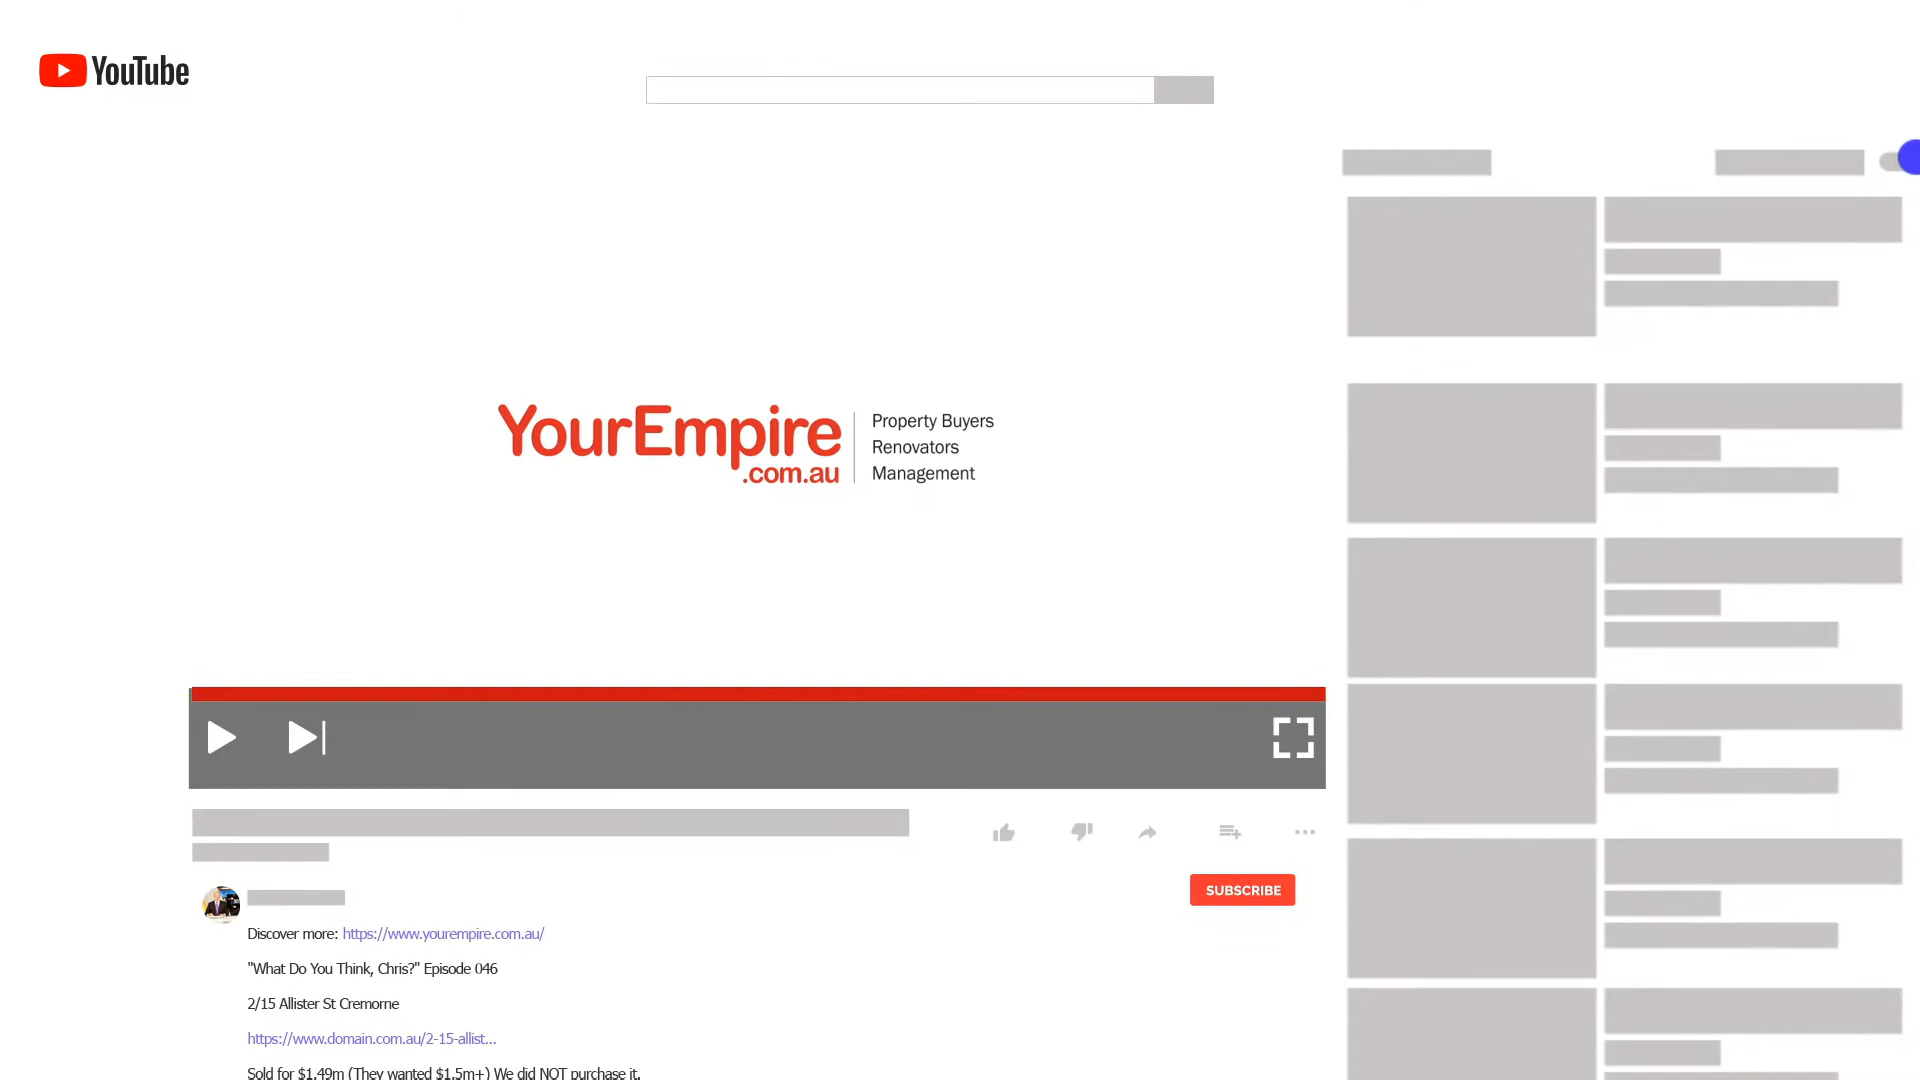 YouTube
YourEmpire
.com.au
Property Buyers
Renovators
Management
SUBSCRIBE
Discover more: https://www.yourempire.com.au/
"What Do You Think, Chris?" Episode 046
2/15 Allister St Cremorne
https://www.domain.com.au/2-15-allist...
Sold for $1.49m (They wanted $1.5m+) We did NOT purchase it.